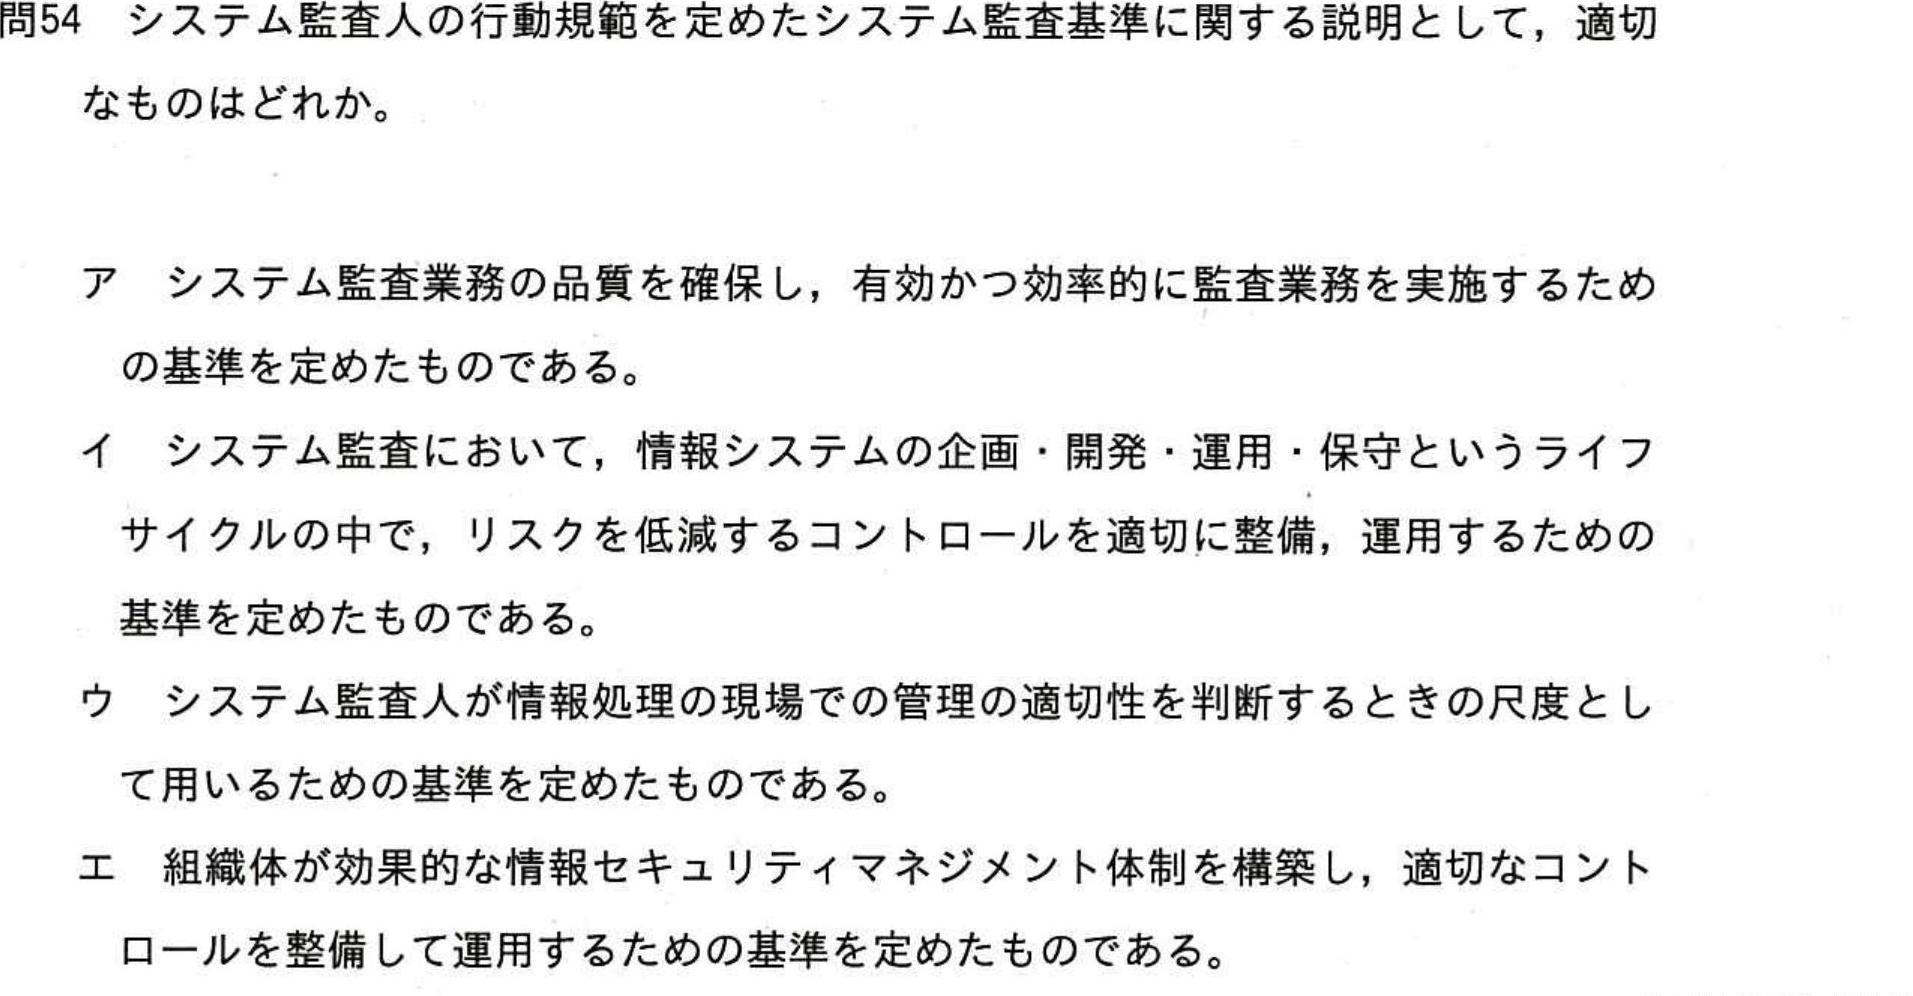 問54　システム監査人の行動規範を定めたシステム監査基準に関する説明として，適切
なものはどれか。
ア　システム監査業務の品質を確保し，有効かつ効率的に監査業務を実施するため
の基準を定めたものである。
イ　システム監査において，情報システムの企画・開発・運用・保守というライフ
サイクルの中で，リスクを低減するコントロールを適切に整備，運用するための
基準を定めたものである。
ウ　システム監査人が情報処理の現場での管理の適切性を判断するときの尺度とし
て用いるための基準を定めたものである。
エ　組織体が効果的な情報セキュリティマネジメント体制を構築し，適切なコント
ロールを整備して運用するための基準を定めたものである。